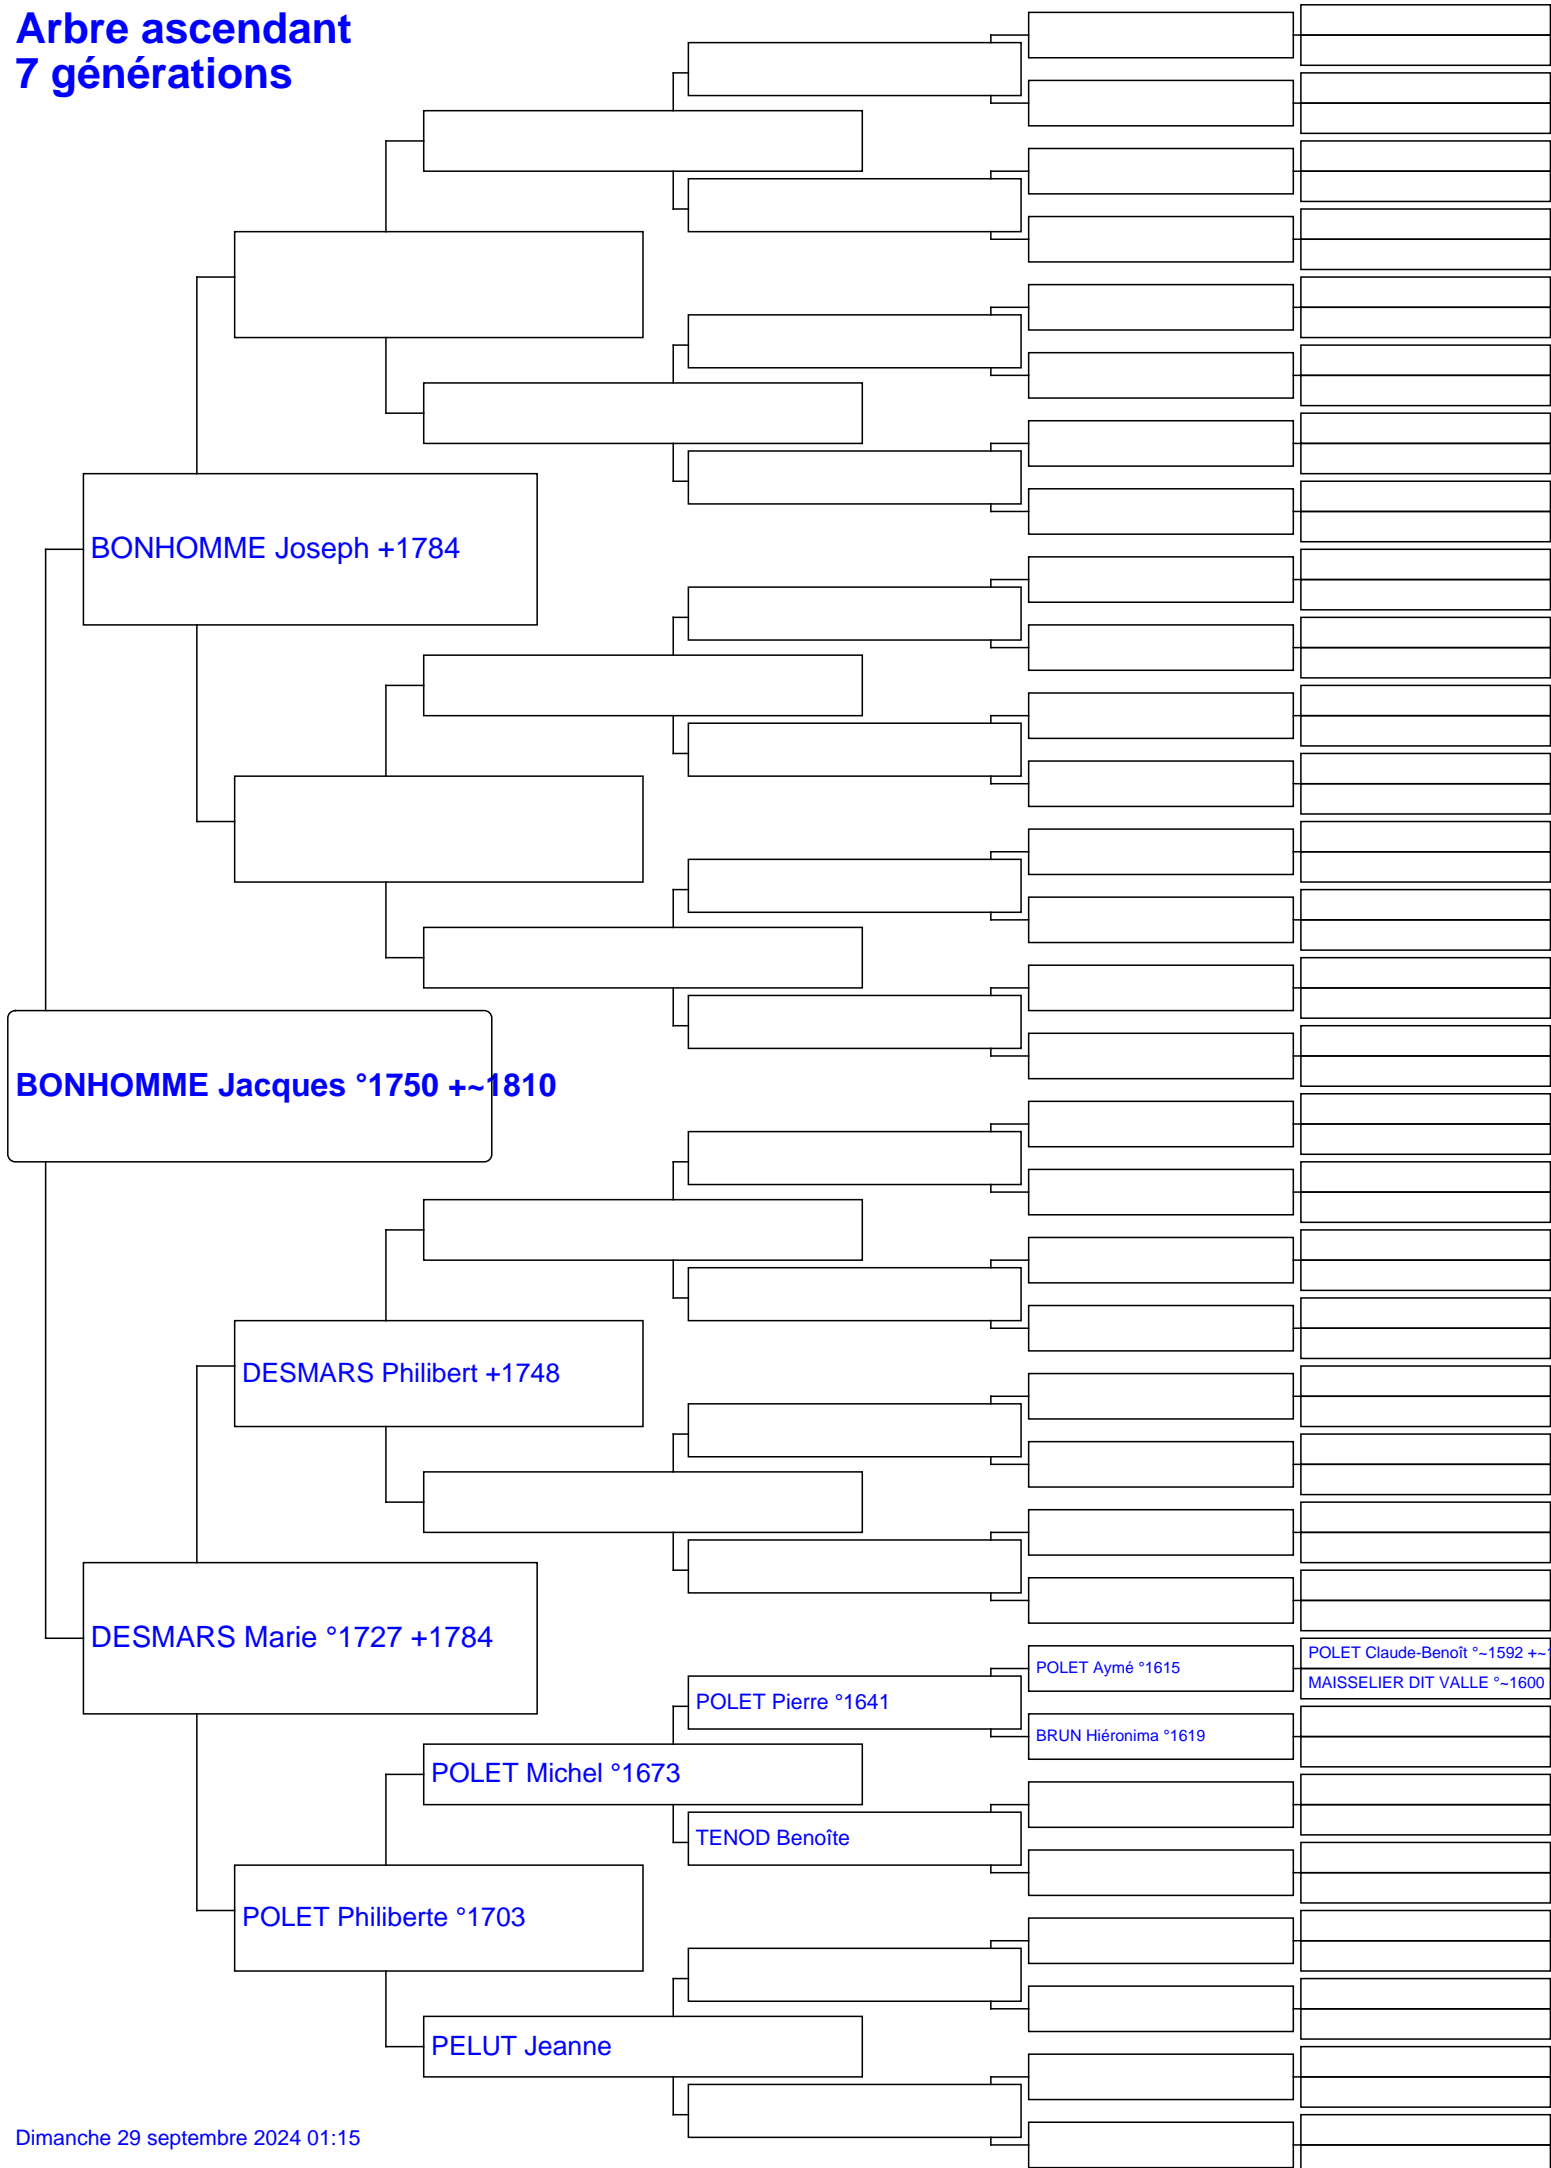 Arbre ascendant
7 générations
BONHOMME Joseph +1784
BONHOMME Jacques °1750 +~1810
DESMARS Philibert +1748
DESMARS Marie °1727 +1784
POLET Claude-Benoît °~1592 +~1
POLET Aymé °1615
MAISSELIER DIT VALLE °~1600
POLET Pierre °1641
BRUN Hiéronima °1619
POLET Michel °1673
TENOD Benoîte
POLET Philiberte °1703
PELUT Jeanne
Dimanche 29 septembre 2024 01:15